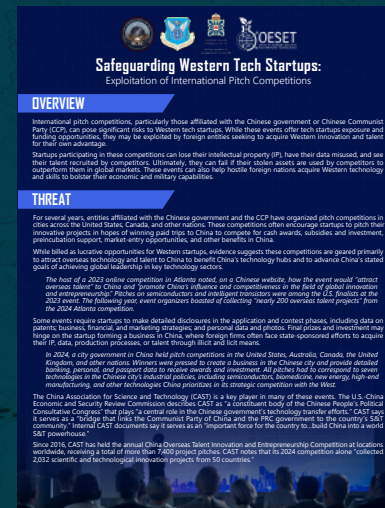 OESET
Safeguarding Western Tech Startups:
Exploitation of International Pitch Competitions
OVERVIEW
International pitch competitions, particularly those affiliated with the Chinese government or Chinese Communist
Party (CCP), can pose significant risks to Western tech startups. While these events offer tech startups exposure and
funding opportunities, they may be exploited by foreign entities seeking to acquire Western innovation and talent
for their own advantage.
Startups participating in these competitions can lose their intellectual property (IP), have their data misused, and see
their talent recruited by competitors. Ultimately, they can fail if their stolen assets are used by competitors to
outperform them in global markets. These events can also help hostile foreign nations acquire Western technology
and skills to bolster their economic and military capabilities.
THREAT
For several years, entities affiliated with the Chinese government and the CCP have organized pitch competitions in
cities across the United States, Canada, and other nations. These competitions often encourage startups to pitch their
innovative projects in hopes of winning paid trips to China to compete for cash awards, subsidies and investment,
preincubation support, market-entry opportunities, and other benefits in China.
While billed as lucrative opportunities for Western startups, evidence suggests these competitions are geared primarily
to attract overseas technology and talent to China to benefit China's technology hubs and to advance China's stated
goals of achieving global leadership in key technology sectors.
The host of a 2023 online competition in Atlanta noted, on a Chinese website, how the event would "attract
overseas talent" to China and "promote China's influence and competitiveness in the field of global innovation
and entrepreneurship." Pitches on semiconductors and intelligent transistors were among the U.S. finalists at the
2023 event. The following year, event organizers boasted of collecting "nearly 200 overseas talent projects" from
the 2024 Atlanta competition.
Some events require startups to make detailed disclosures in the application and contest phases, including data on
patents; business, financial, and marketing strategies; and personal data and photos. Final prizes and investment may
hinge on the startup forming a business in China, where foreign firms often face state-sponsored efforts to acquire
their IP, data, production processes, or talent through illicit and licit means.
In 2024, a city government in China held pitch competitions in the United States, Australia, Canada, the United
Kingdom, and other nations. Winners were pressed to create a business in the Chinese city and provide detailed
banking, personal, and passport data to receive awards and investment. All pitches had to correspond to seven
technologies in the Chinese city's industrial policies, including semiconductors, biomedicine, new energy, high-end
manufacturing, and other technologies China prioritizes in its strategic competition with the West.
The China Association for Science and Technology (CAST) is a key player in many of these events. The U.S.-China
Economic and Security Review Commission describes CAST as "a constituent body of the Chinese People's Political
Consultative Congress" that plays "a central role in the Chinese government's technology transfer efforts." CAST says
it serves as a "bridge that links the Communist Party of China and the PRC government to the country's S&T
community." Internal CAST documents say it serves as an "important force for the country to...build China into a world
S&T powerhouse."
Since 2016, CAST has held the annual China Overseas Talent Innovation and Entrepreneurship Competition at locations
worldwide, receiving a total of more than 7,400 project pitches. CAST notes that its 2024 competition alone "collected
2,032 scientific and technological innovation projects from 50 countries."